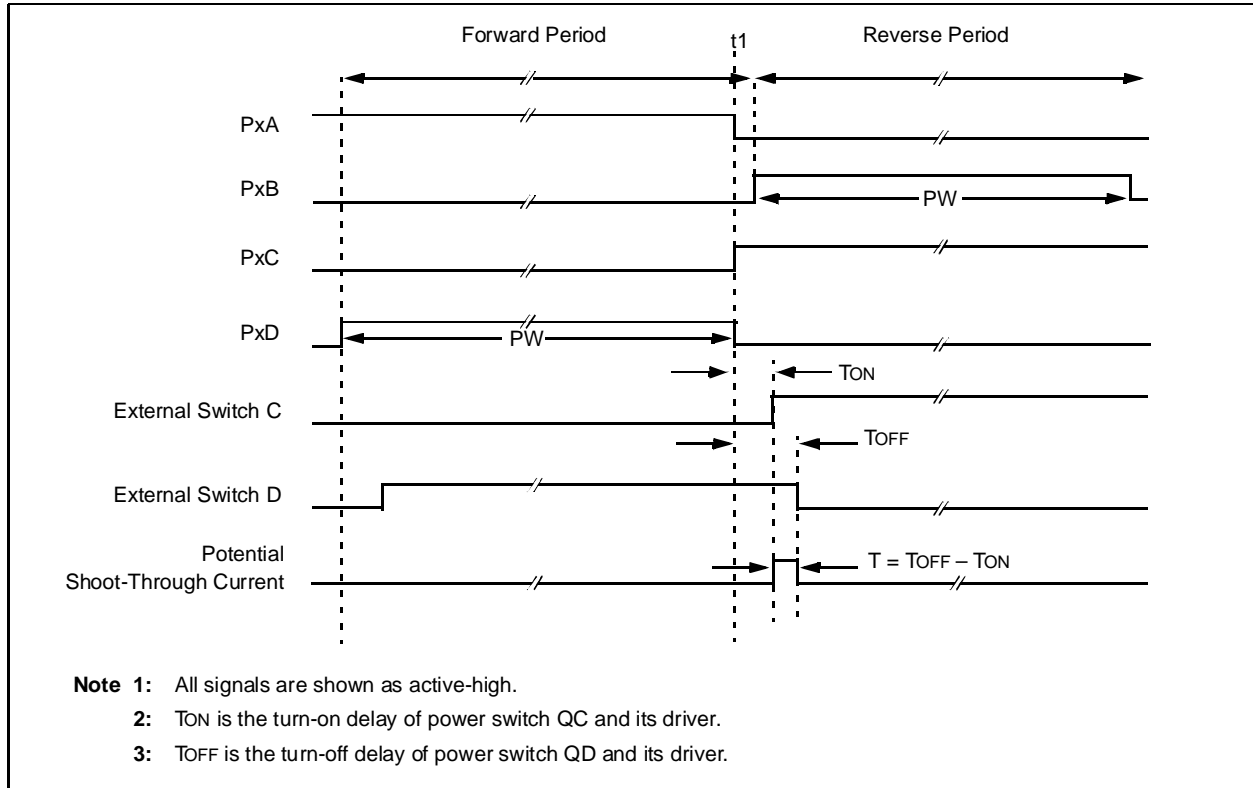 Forward Period
t1
Reverse Period
PxA
PxB
PW
PxC
PxD
PW
TON
External Switch C
TOFF
External Switch D
Potential
Shoot-Through Current
T = TOFF – TON
Note 1: All signals are shown as active-high.
2: TON is the turn-on delay of power switch QC and its driver.
3: TOFF is the turn-off delay of power switch QD and its driver.